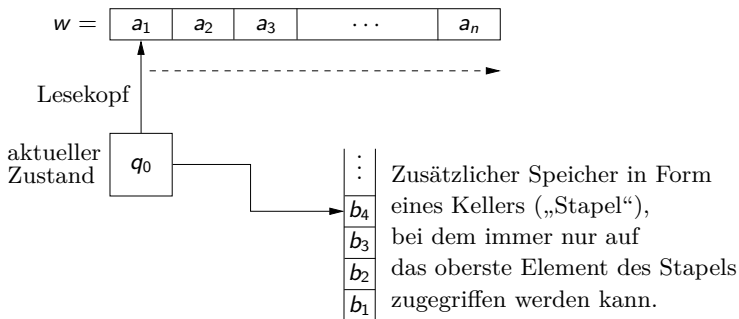 w = a₁ a₂ a₃ ⋯ aₙ
Lesekopf
aktueller
Zustand
q₀
⋮
b₄
b₃
b₂
b₁
Zusätzlicher Speicher in Form
eines Kellers („Stapel“),
bei dem immer nur auf
das oberste Element des Stapels
zugegriffen werden kann.